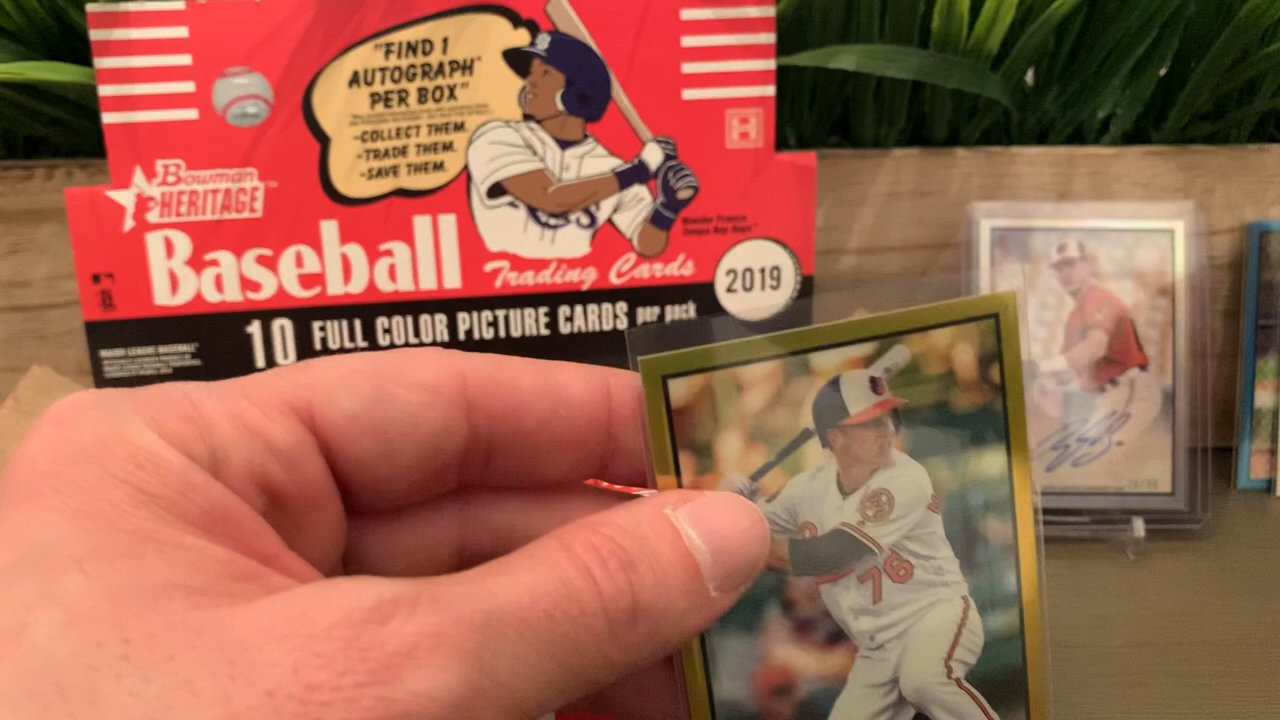 "FIND 1
AUTOGRAPH
PER BOX"
-COLLECT THEM.
-TRADE THEM.
-SAVE THEM.
Bowman
HERITAGE
Wander Franco
Tampa Bay Rays™
Baseball
Trading Cards
2019
10 FULL COLOR PICTURE CARDS per pack
MAJOR LEAGUE BASEBALL
76